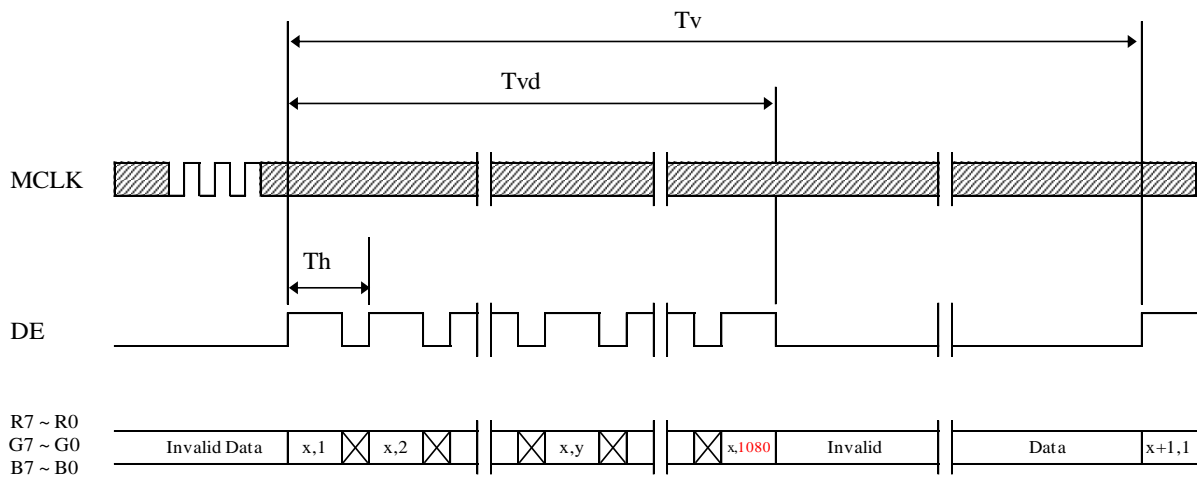 Tv
Tvd
MCLK
Th
DE
R7 ~ R0
G7 ~ G0
B7 ~ B0
Invalid Data
x,1
x,2
x,y
x,1080
Invalid
Data
x+1,1